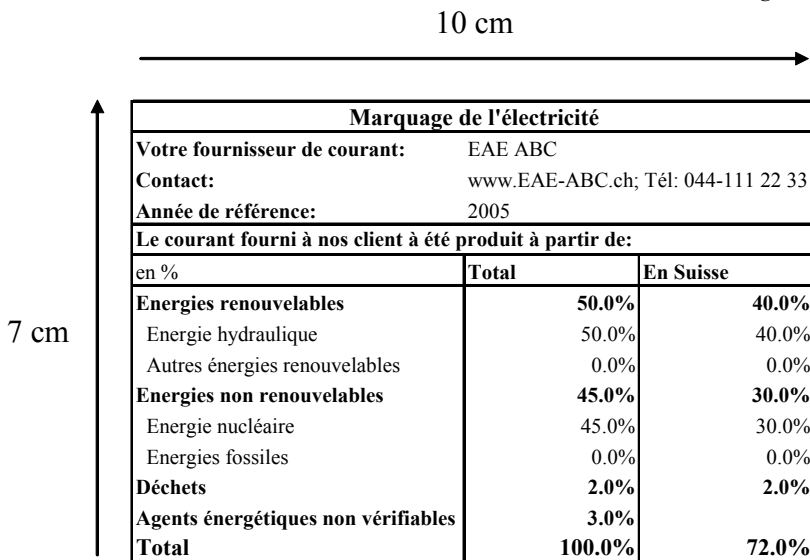 10 cm
7 cm
Marquage de l'électricité
Votre fournisseur de courant: EAE ABC
Contact: www.EAE-ABC.ch; Tél: 044-111 22 33
Année de référence: 2005
Le courant fourni à nos client à été produit à partir de:
en % Total En Suisse
Energies renouvelables 50.0% 40.0%
Energie hydraulique 50.0% 40.0%
Autres énergies renouvelables 0.0% 0.0%
Energies non renouvelables 45.0% 30.0%
Energie nucléaire 45.0% 30.0%
Energies fossiles 0.0% 0.0%
Déchets 2.0% 2.0%
Agents énergétiques non vérifiables 3.0%
Total 100.0% 72.0%